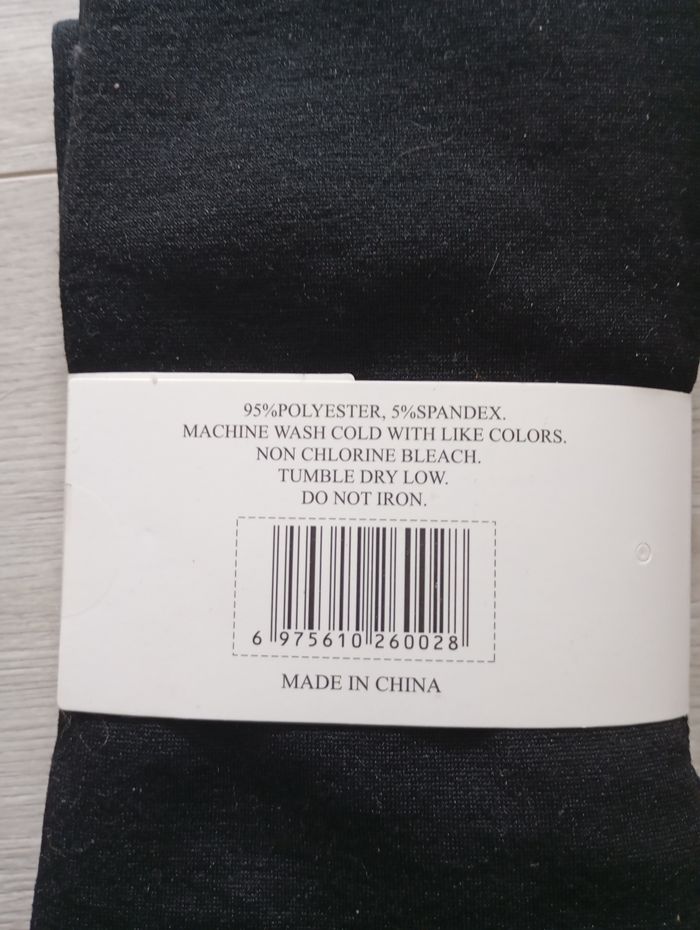 95%POLYESTER, 5%SPANDEX.
MACHINE WASH COLD WITH LIKE COLORS.
NON CHLORINE BLEACH.
TUMBLE DRY LOW.
DO NOT IRON.
6 975610 260028
MADE IN CHINA